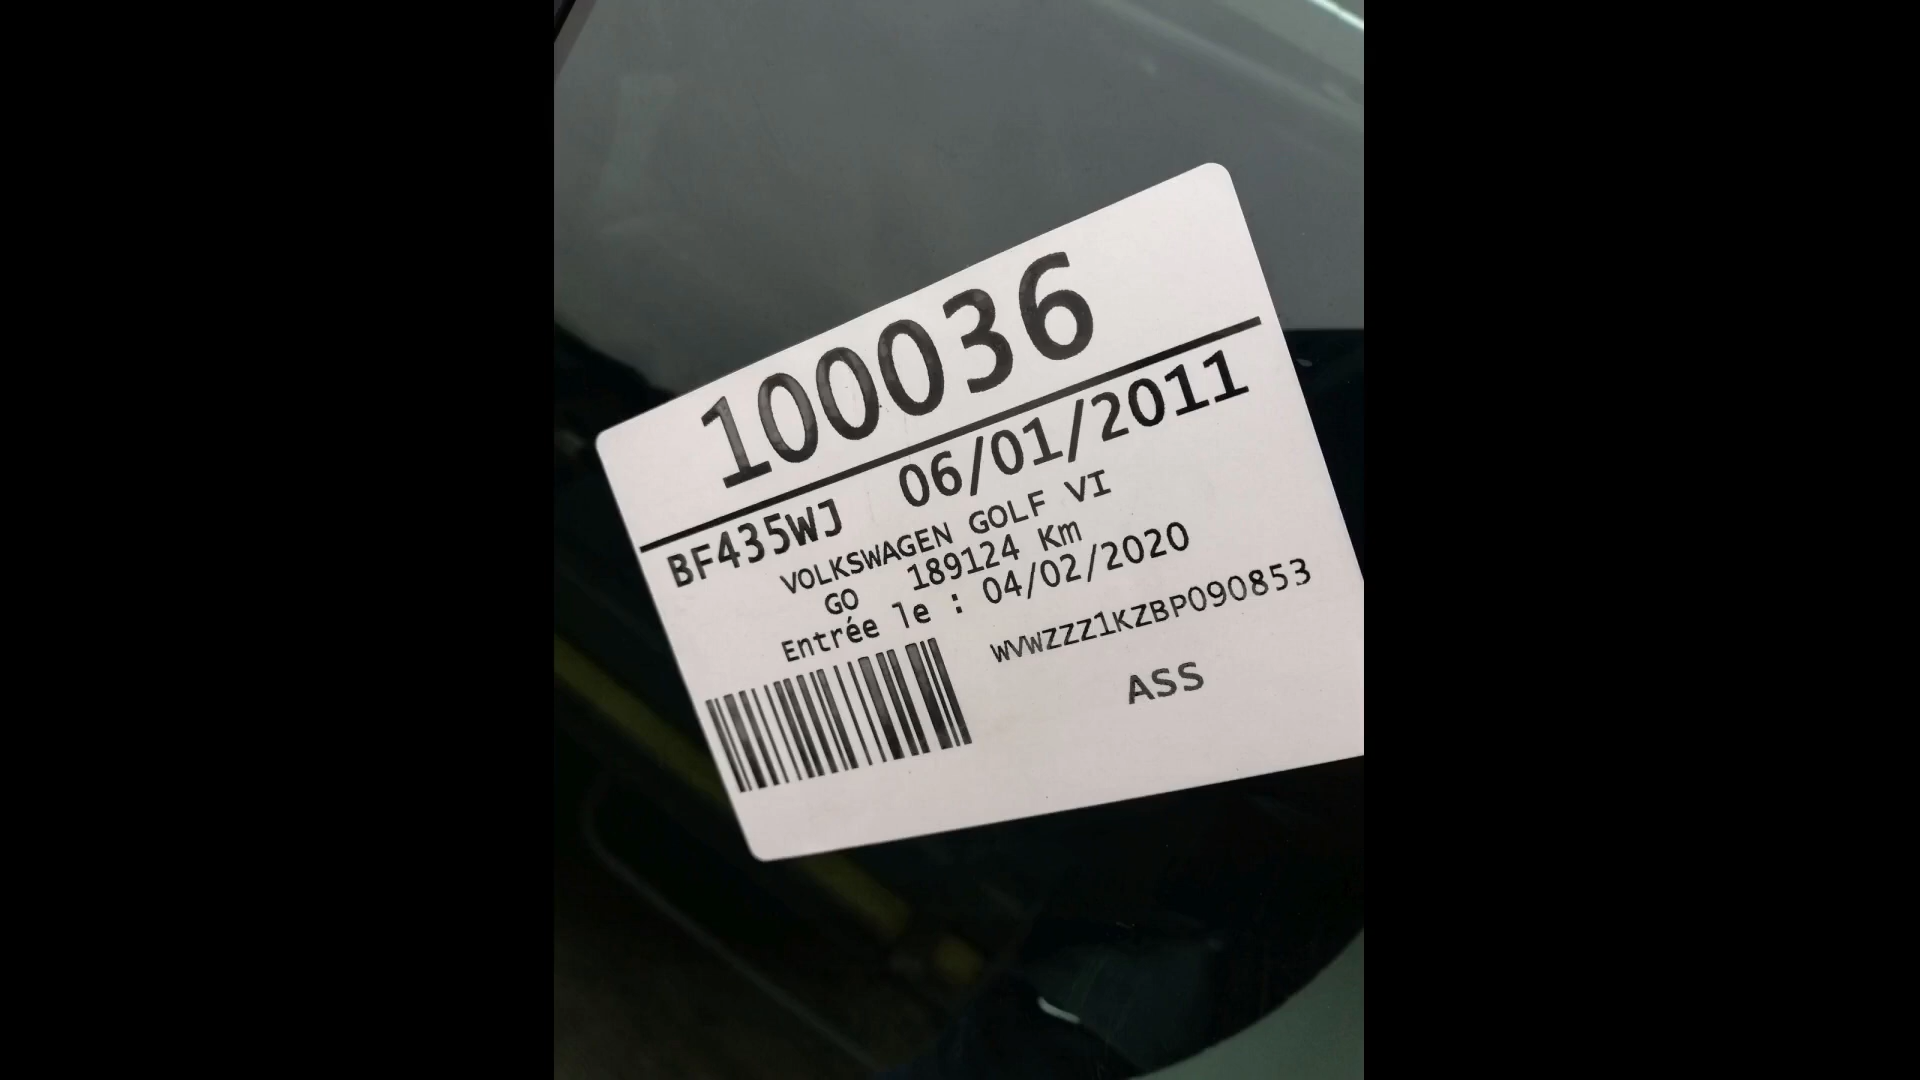 100036
BF435WJ 06/01/2011
VOLKSWAGEN GOLF VI
GO 189124 Km
Entrée le : 04/02/2020
WVWZZZ1KZBP090853
ASS